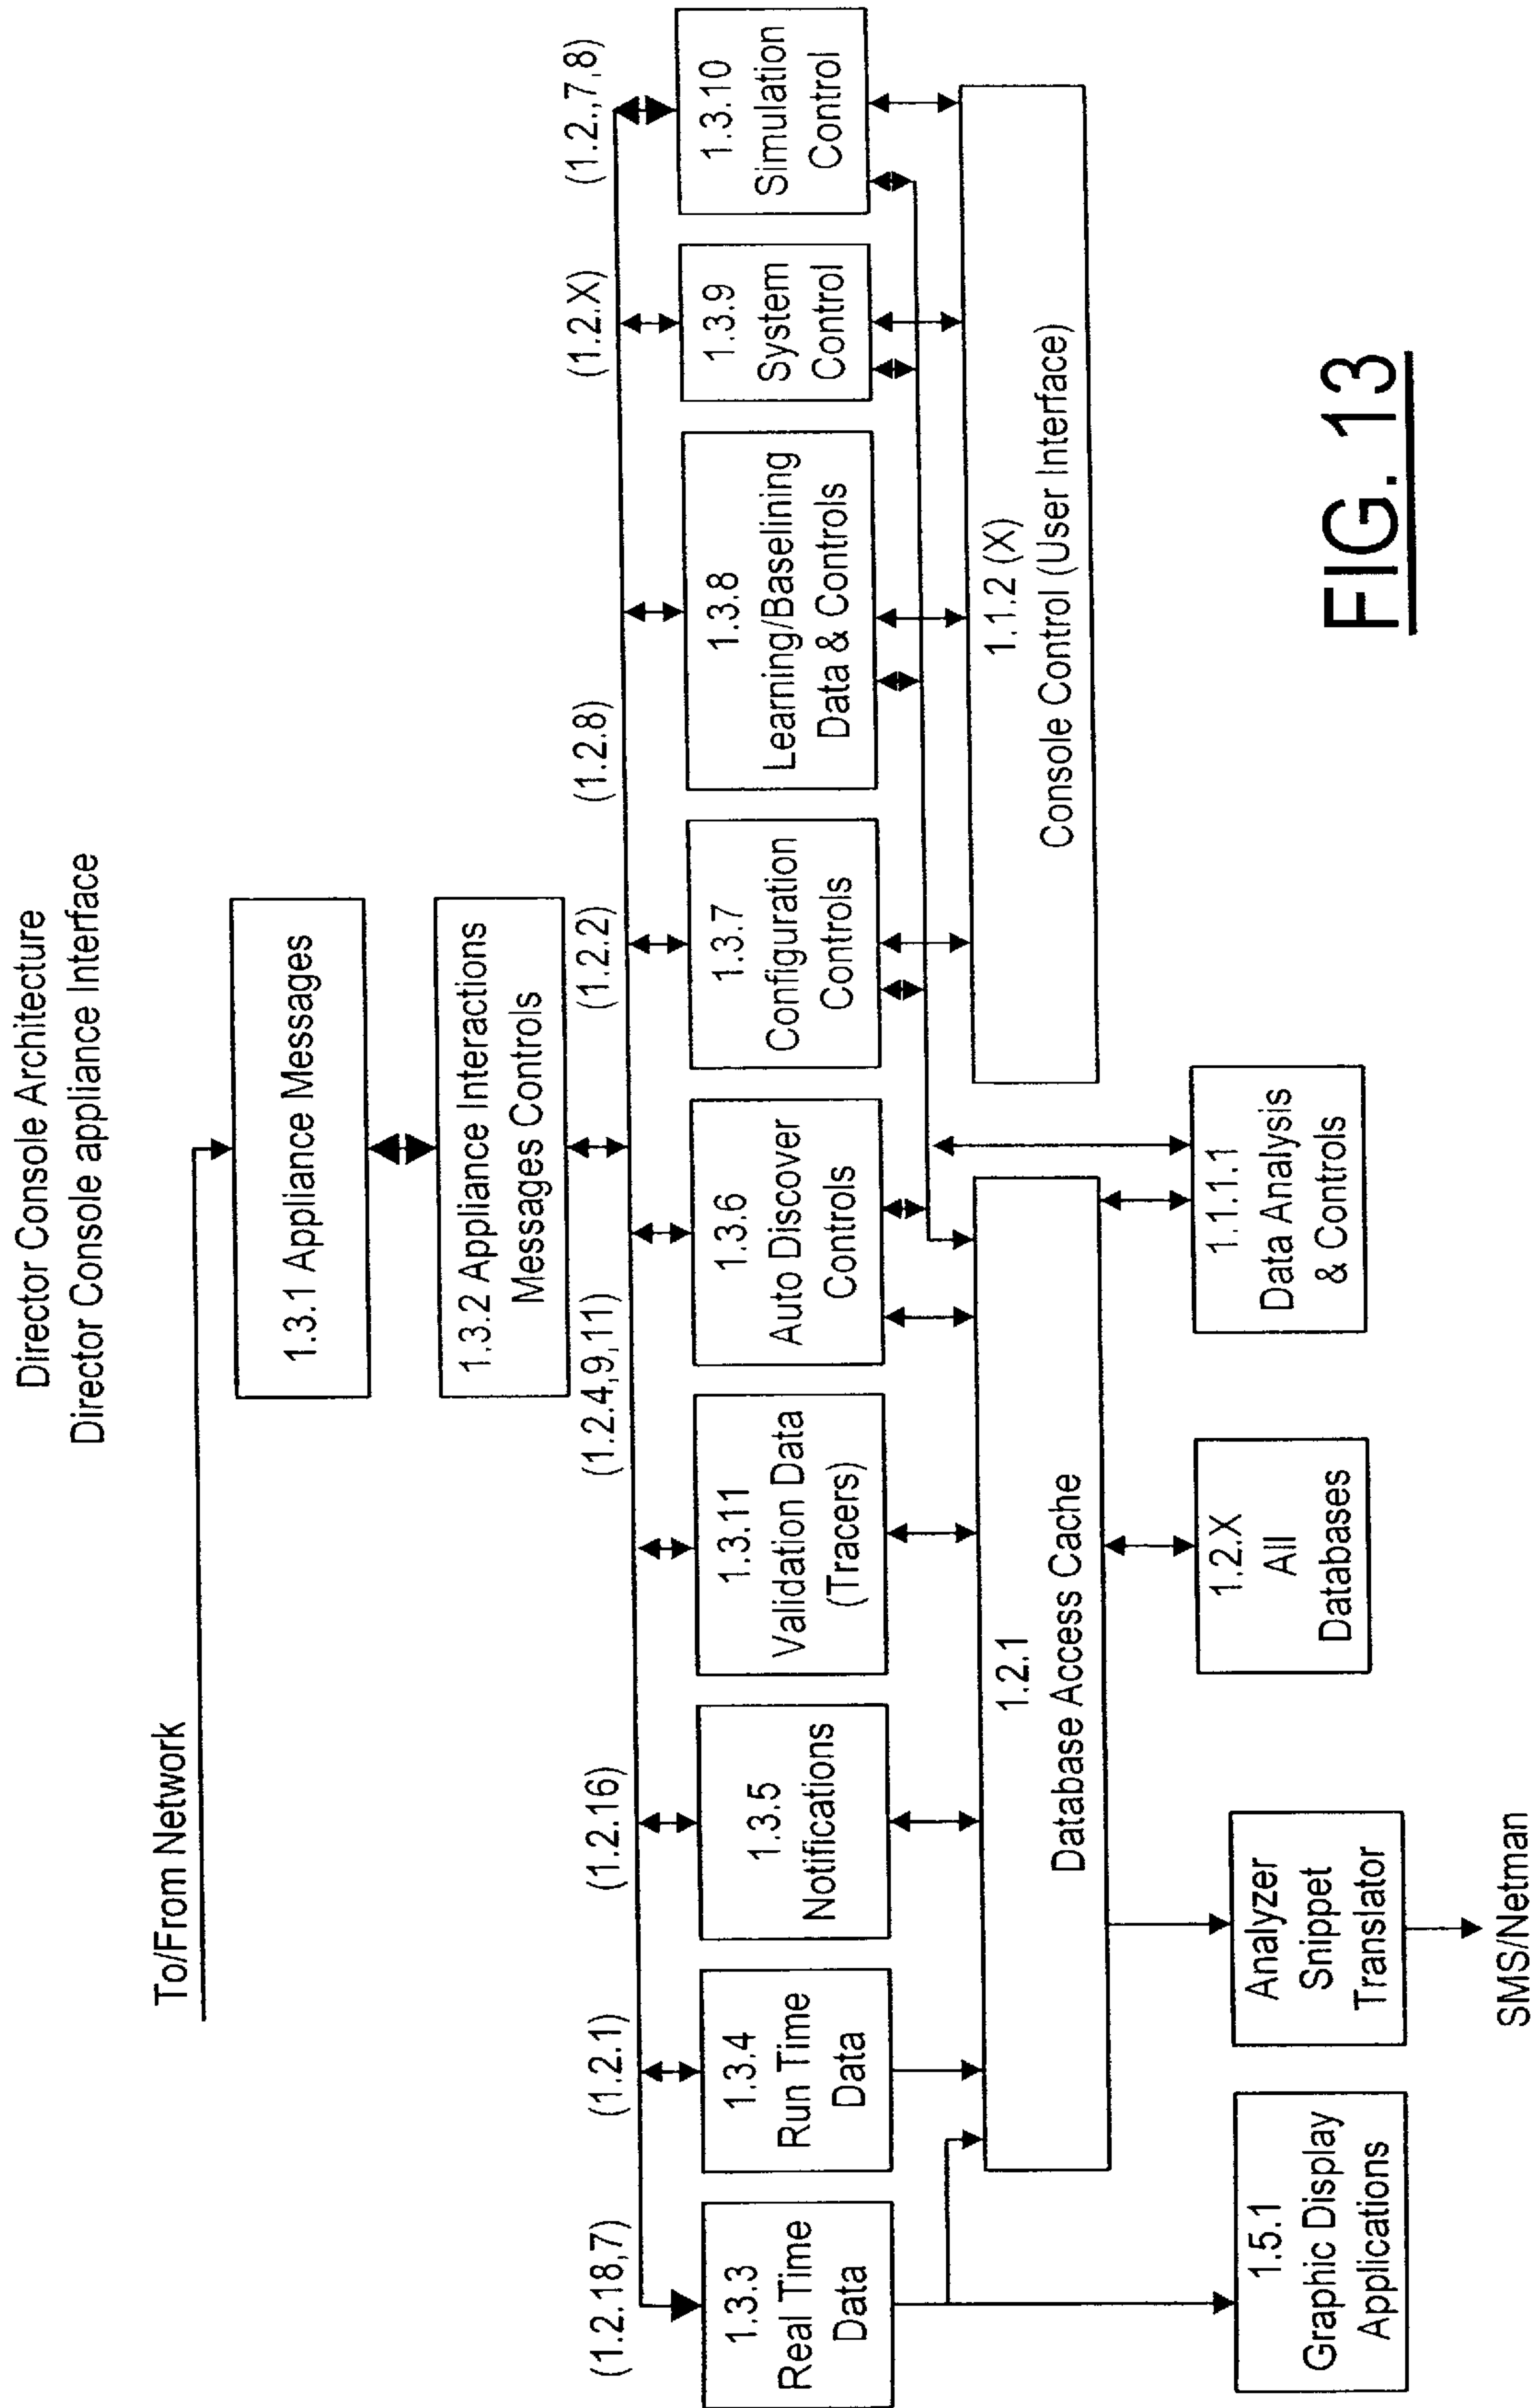 Director Console Architecture
Director Console appliance Interface
To/From Network
1.3.1 Appliance Messages
1.3.2 Appliance Interactions
Messages Controls
(1.2.18,7)
(1.2.1)
(1.2.16)
(1.2.4,9,11)
(1.2.2)
(1.2.8)
(1.2.X)
(1.2.,7,8)
1.3.3
Real Time
Data
1.3.4
Run Time
Data
1.3.5
Notifications
1.3.11
Validation Data
(Tracers)
1.3.6
Auto Discover
Controls
1.3.7
Configuration
Controls
1.3.8
Learning/Baselining
Data & Controls
1.3.9
System
Control
1.3.10
Simulation
Control
1.2.1
Database Access Cache
1.1.2 (X)
Console Control (User Interface)
1.5.1
Graphic Display
Applications
Analyzer
Snippet
Translator
SMS/Netman
1.2.X
All
Databases
1.1.1.1.1
Data Analysis
& Controls
FIG. 13